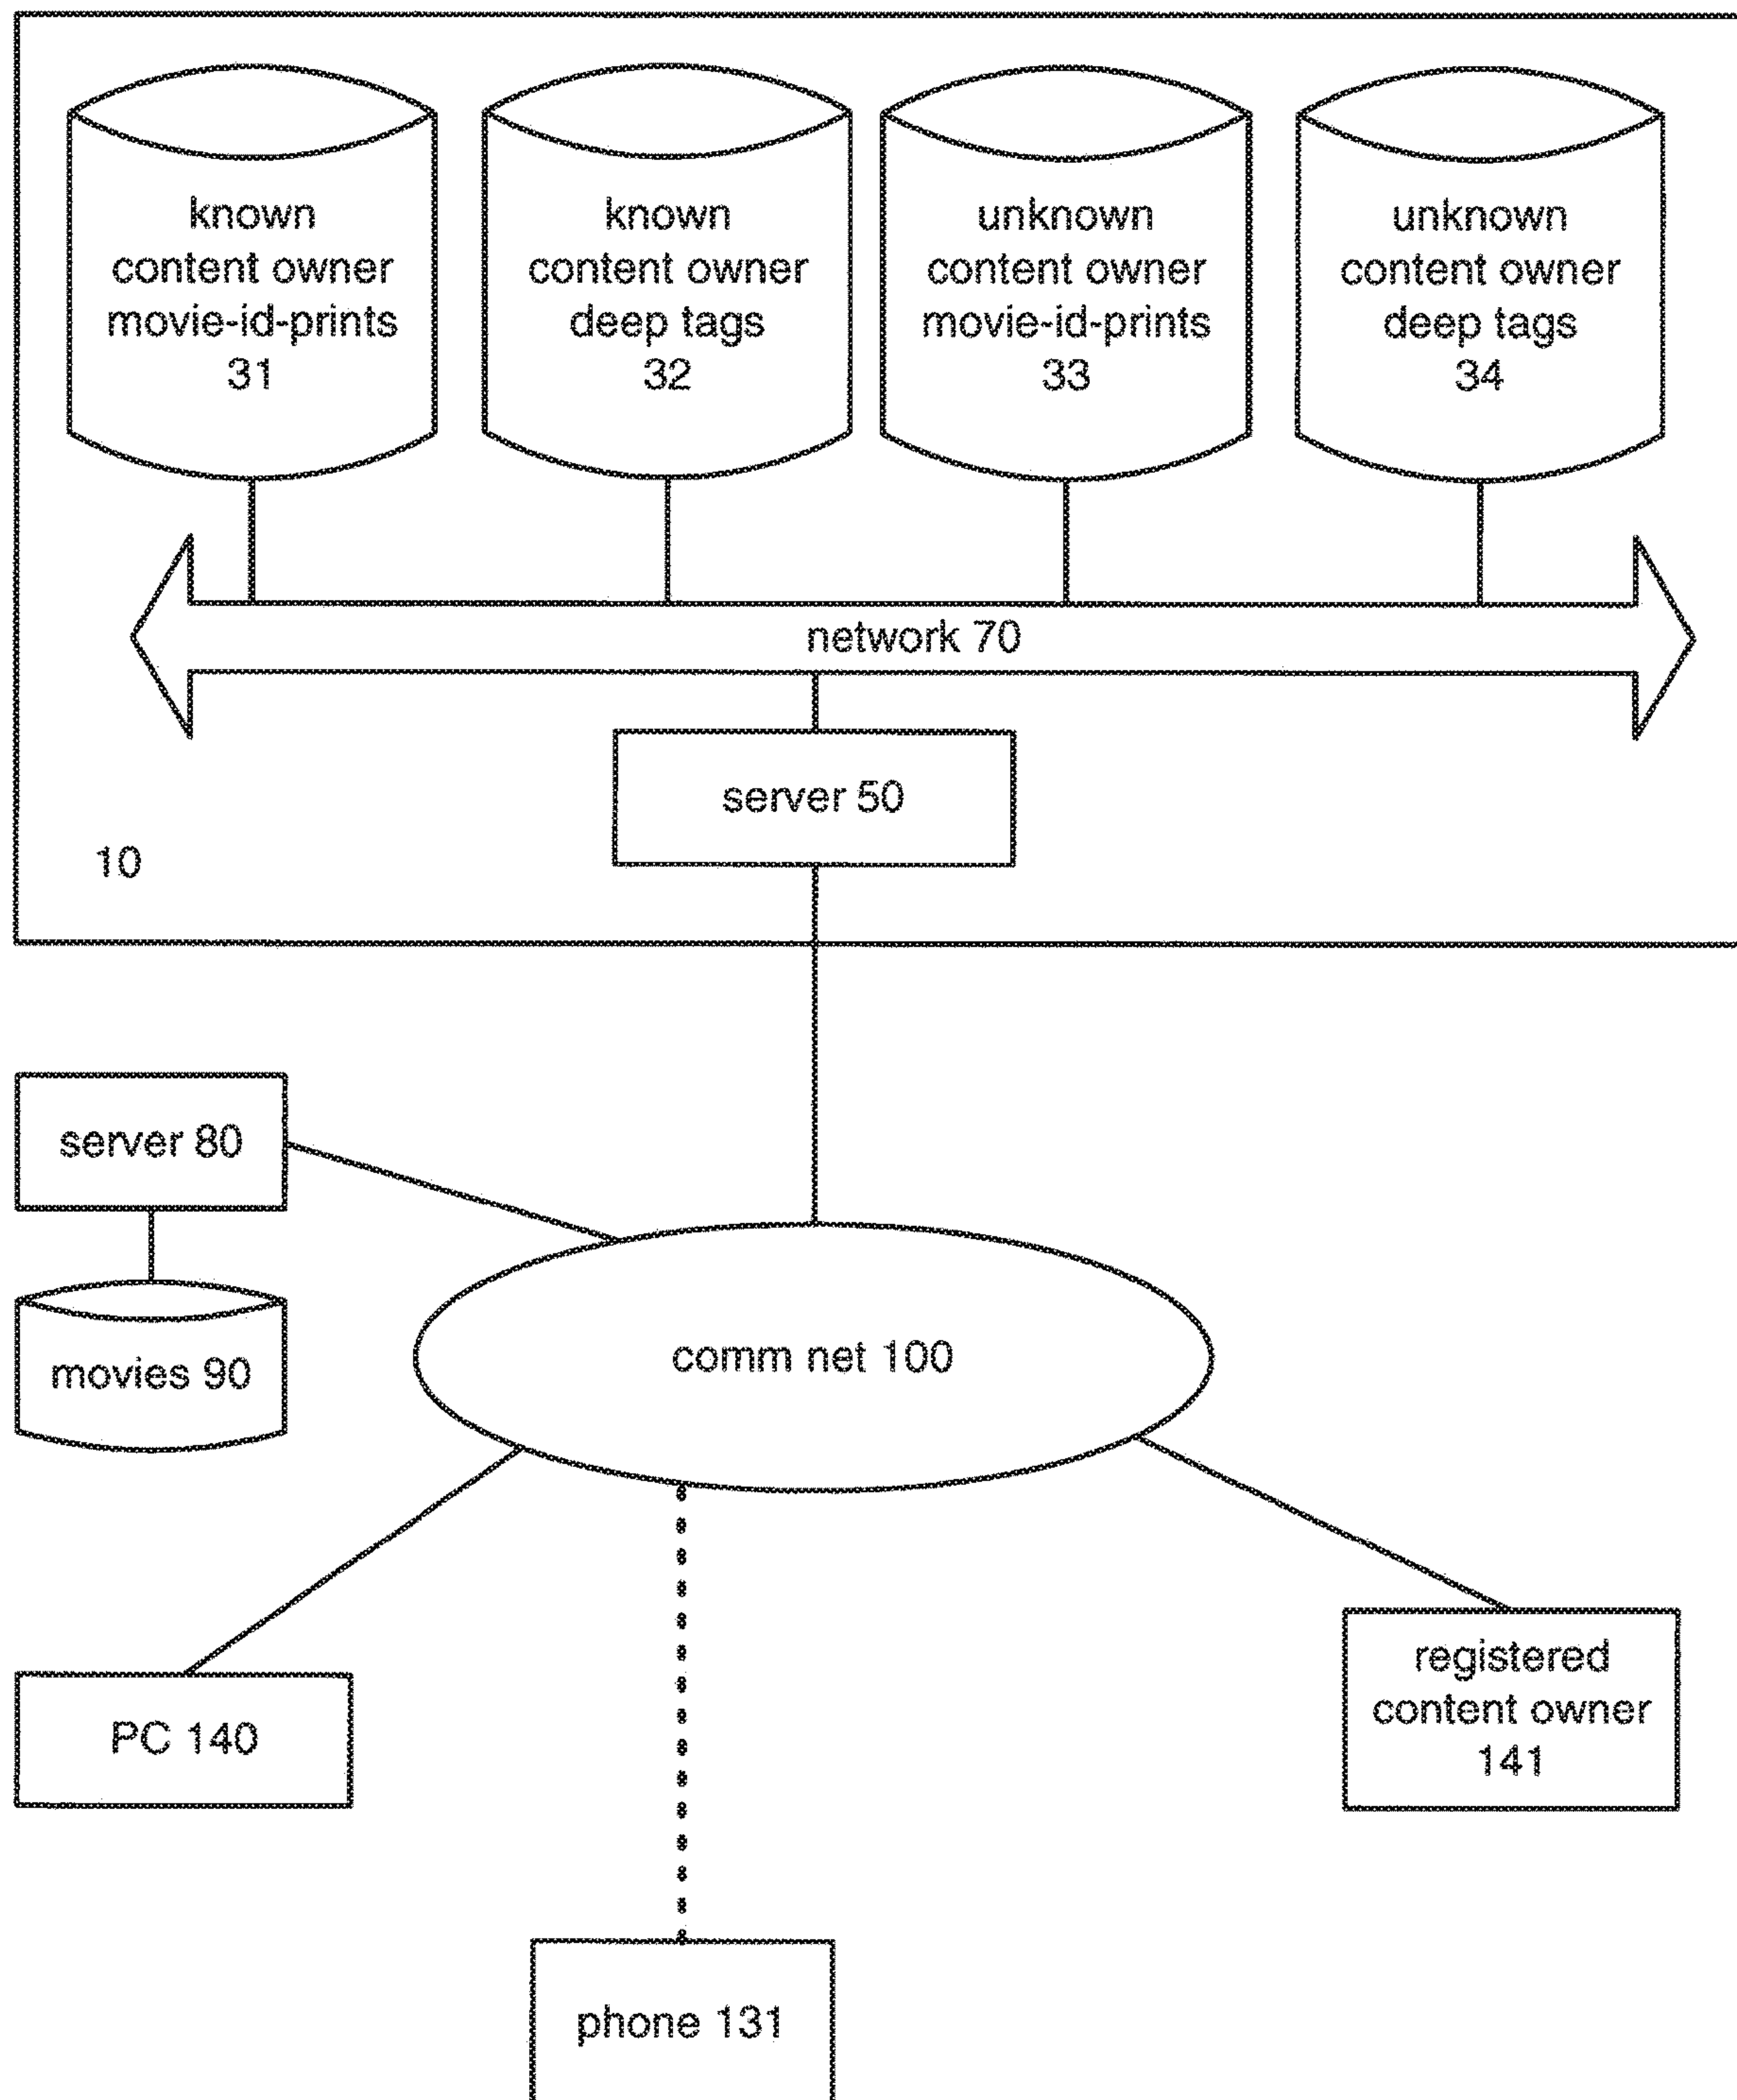 known
content owner
movie-id-prints
31
known
content owner
deep tags
32
unknown
content owner
movie-id-prints
33
unknown
content owner
deep tags
34
network 70
server 50
10
server 80
movies 90
comm net 100
PC 140
registered
content owner
141
phone 131